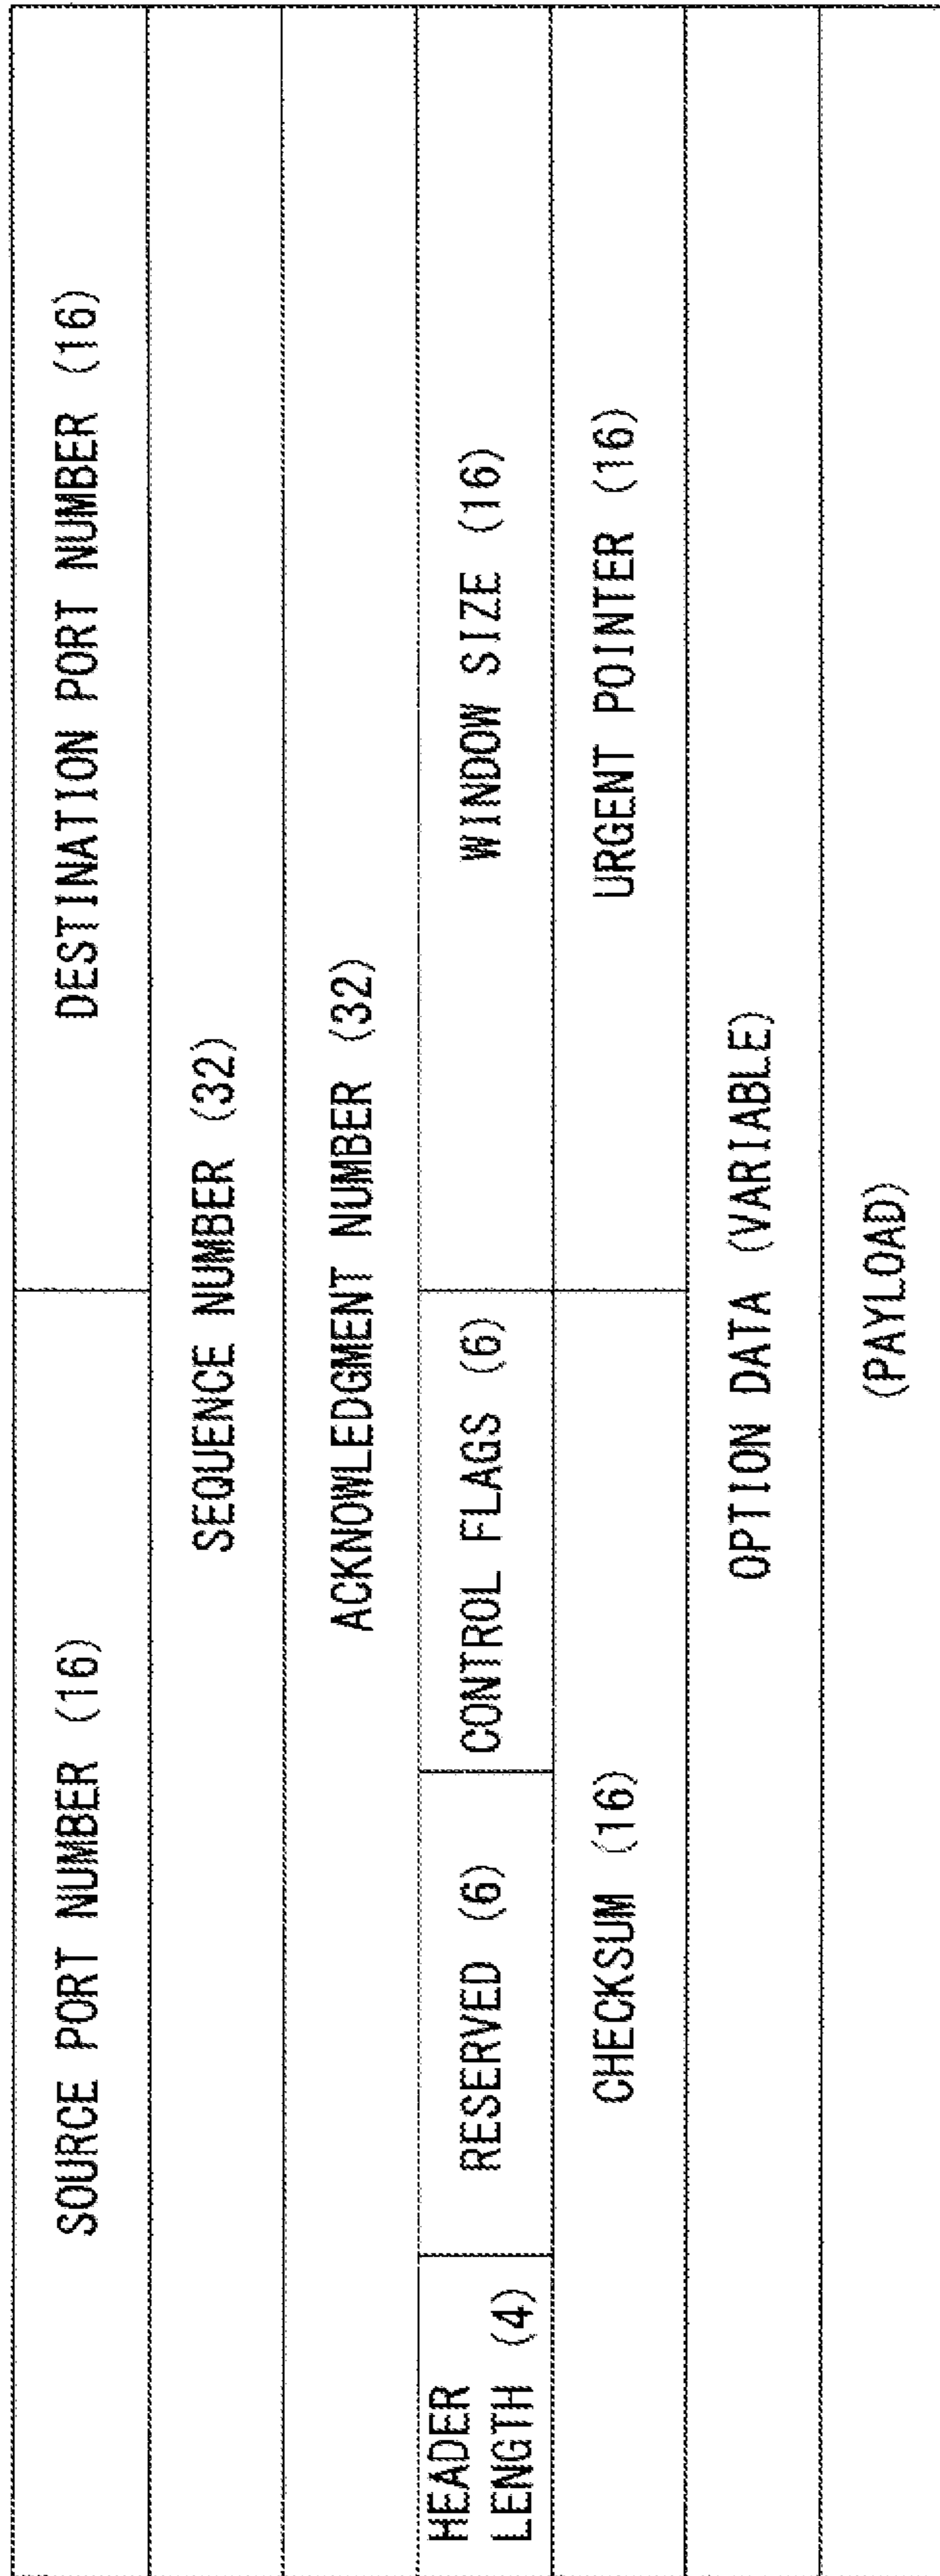 SOURCE PORT NUMBER (16)
DESTINATION PORT NUMBER (16)
SEQUENCE NUMBER (32)
ACKNOWLEDGMENT NUMBER (32)
HEADER
LENGTH (4)
RESERVED (6)
CONTROL FLAGS (6)
WINDOW SIZE (16)
CHECKSUM (16)
URGENT POINTER (16)
OPTION DATA (VARIABLE)
(PAYLOAD)